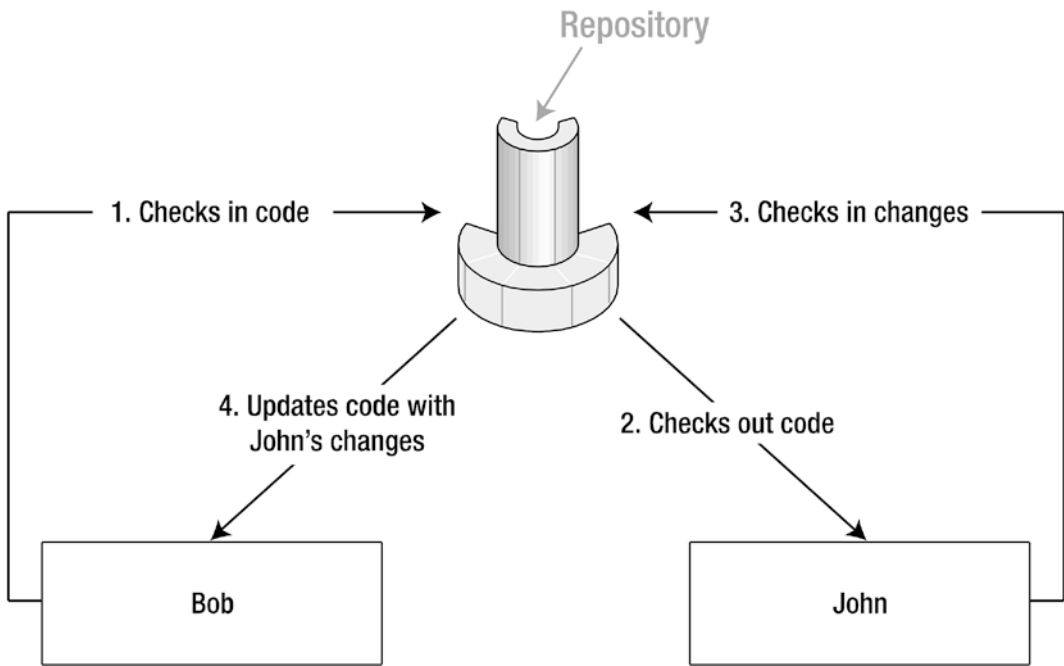 Repository
1. Checks in code
3. Checks in changes
4. Updates code with
John’s changes
2. Checks out code
Bob
John